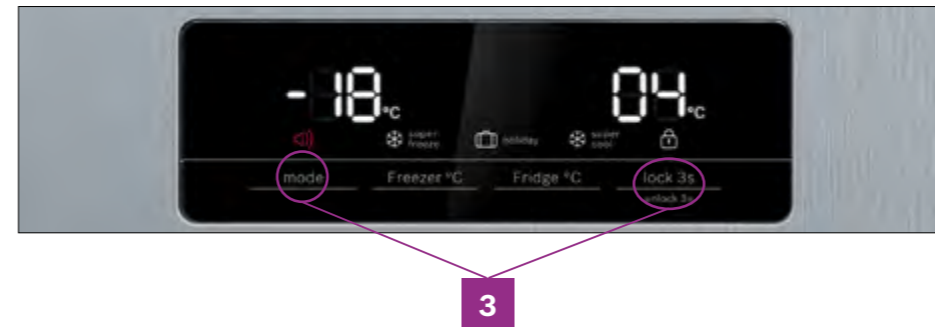 -18 °C 04 °C
super freeze holiday super cool
mode Freezer °C Fridge °C lock 3s
unlock 3s
3